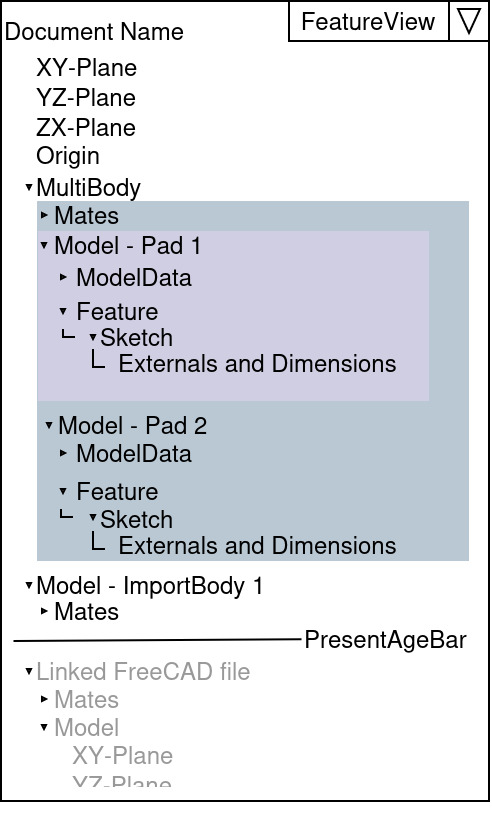 FeatureView
Document Name
XY-Plane
YZ-Plane
ZX-Plane
Origin
MultiBody
Mates
Model - Pad 1
ModelData
Feature
Sketch
Externals and Dimensions
Model - Pad 2
ModelData
Feature
Sketch
Externals and Dimensions
Model - ImportBody 1
Mates
PresentAgeBar
Linked FreeCAD file
Mates
Model
XY-Plane
YZ-Plane